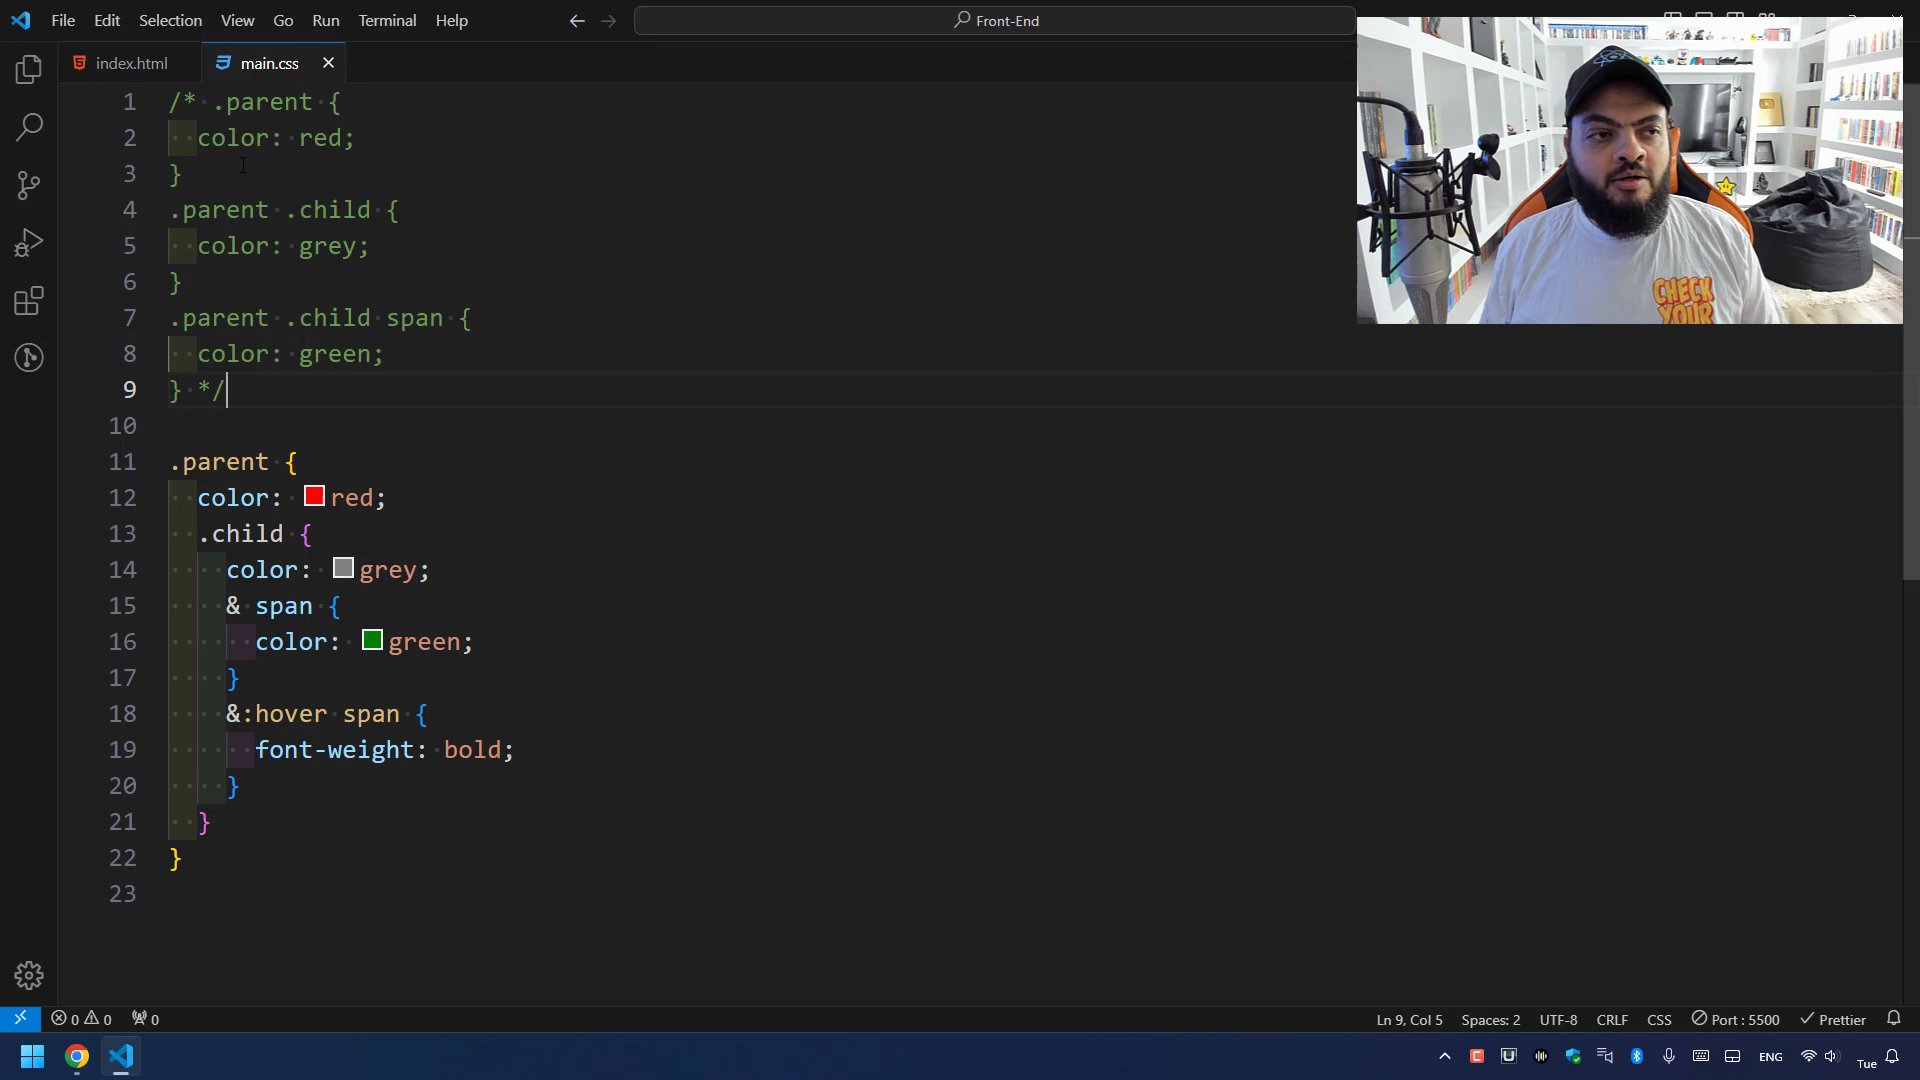 File Edit Selection View Go Run Terminal Help
Front-End
index.html main.css
1 /* .parent {
2 color: red;
3 }
4 .parent .child {
5 color: grey;
6 }
7 .parent .child span {
8 color: green;
9 } */
10
11 .parent {
12 color: red;
13 .child {
14 color: grey;
15 & span {
16 color: green;
17 }
18 &:hover span {
19 font-weight: bold;
20 }
21 }
22 }
23
CHECK
YOUR
0 0 0
Ln 9, Col 5 Spaces: 2 UTF-8 CRLF CSS Port : 5500 Prettier
ENG
Tue